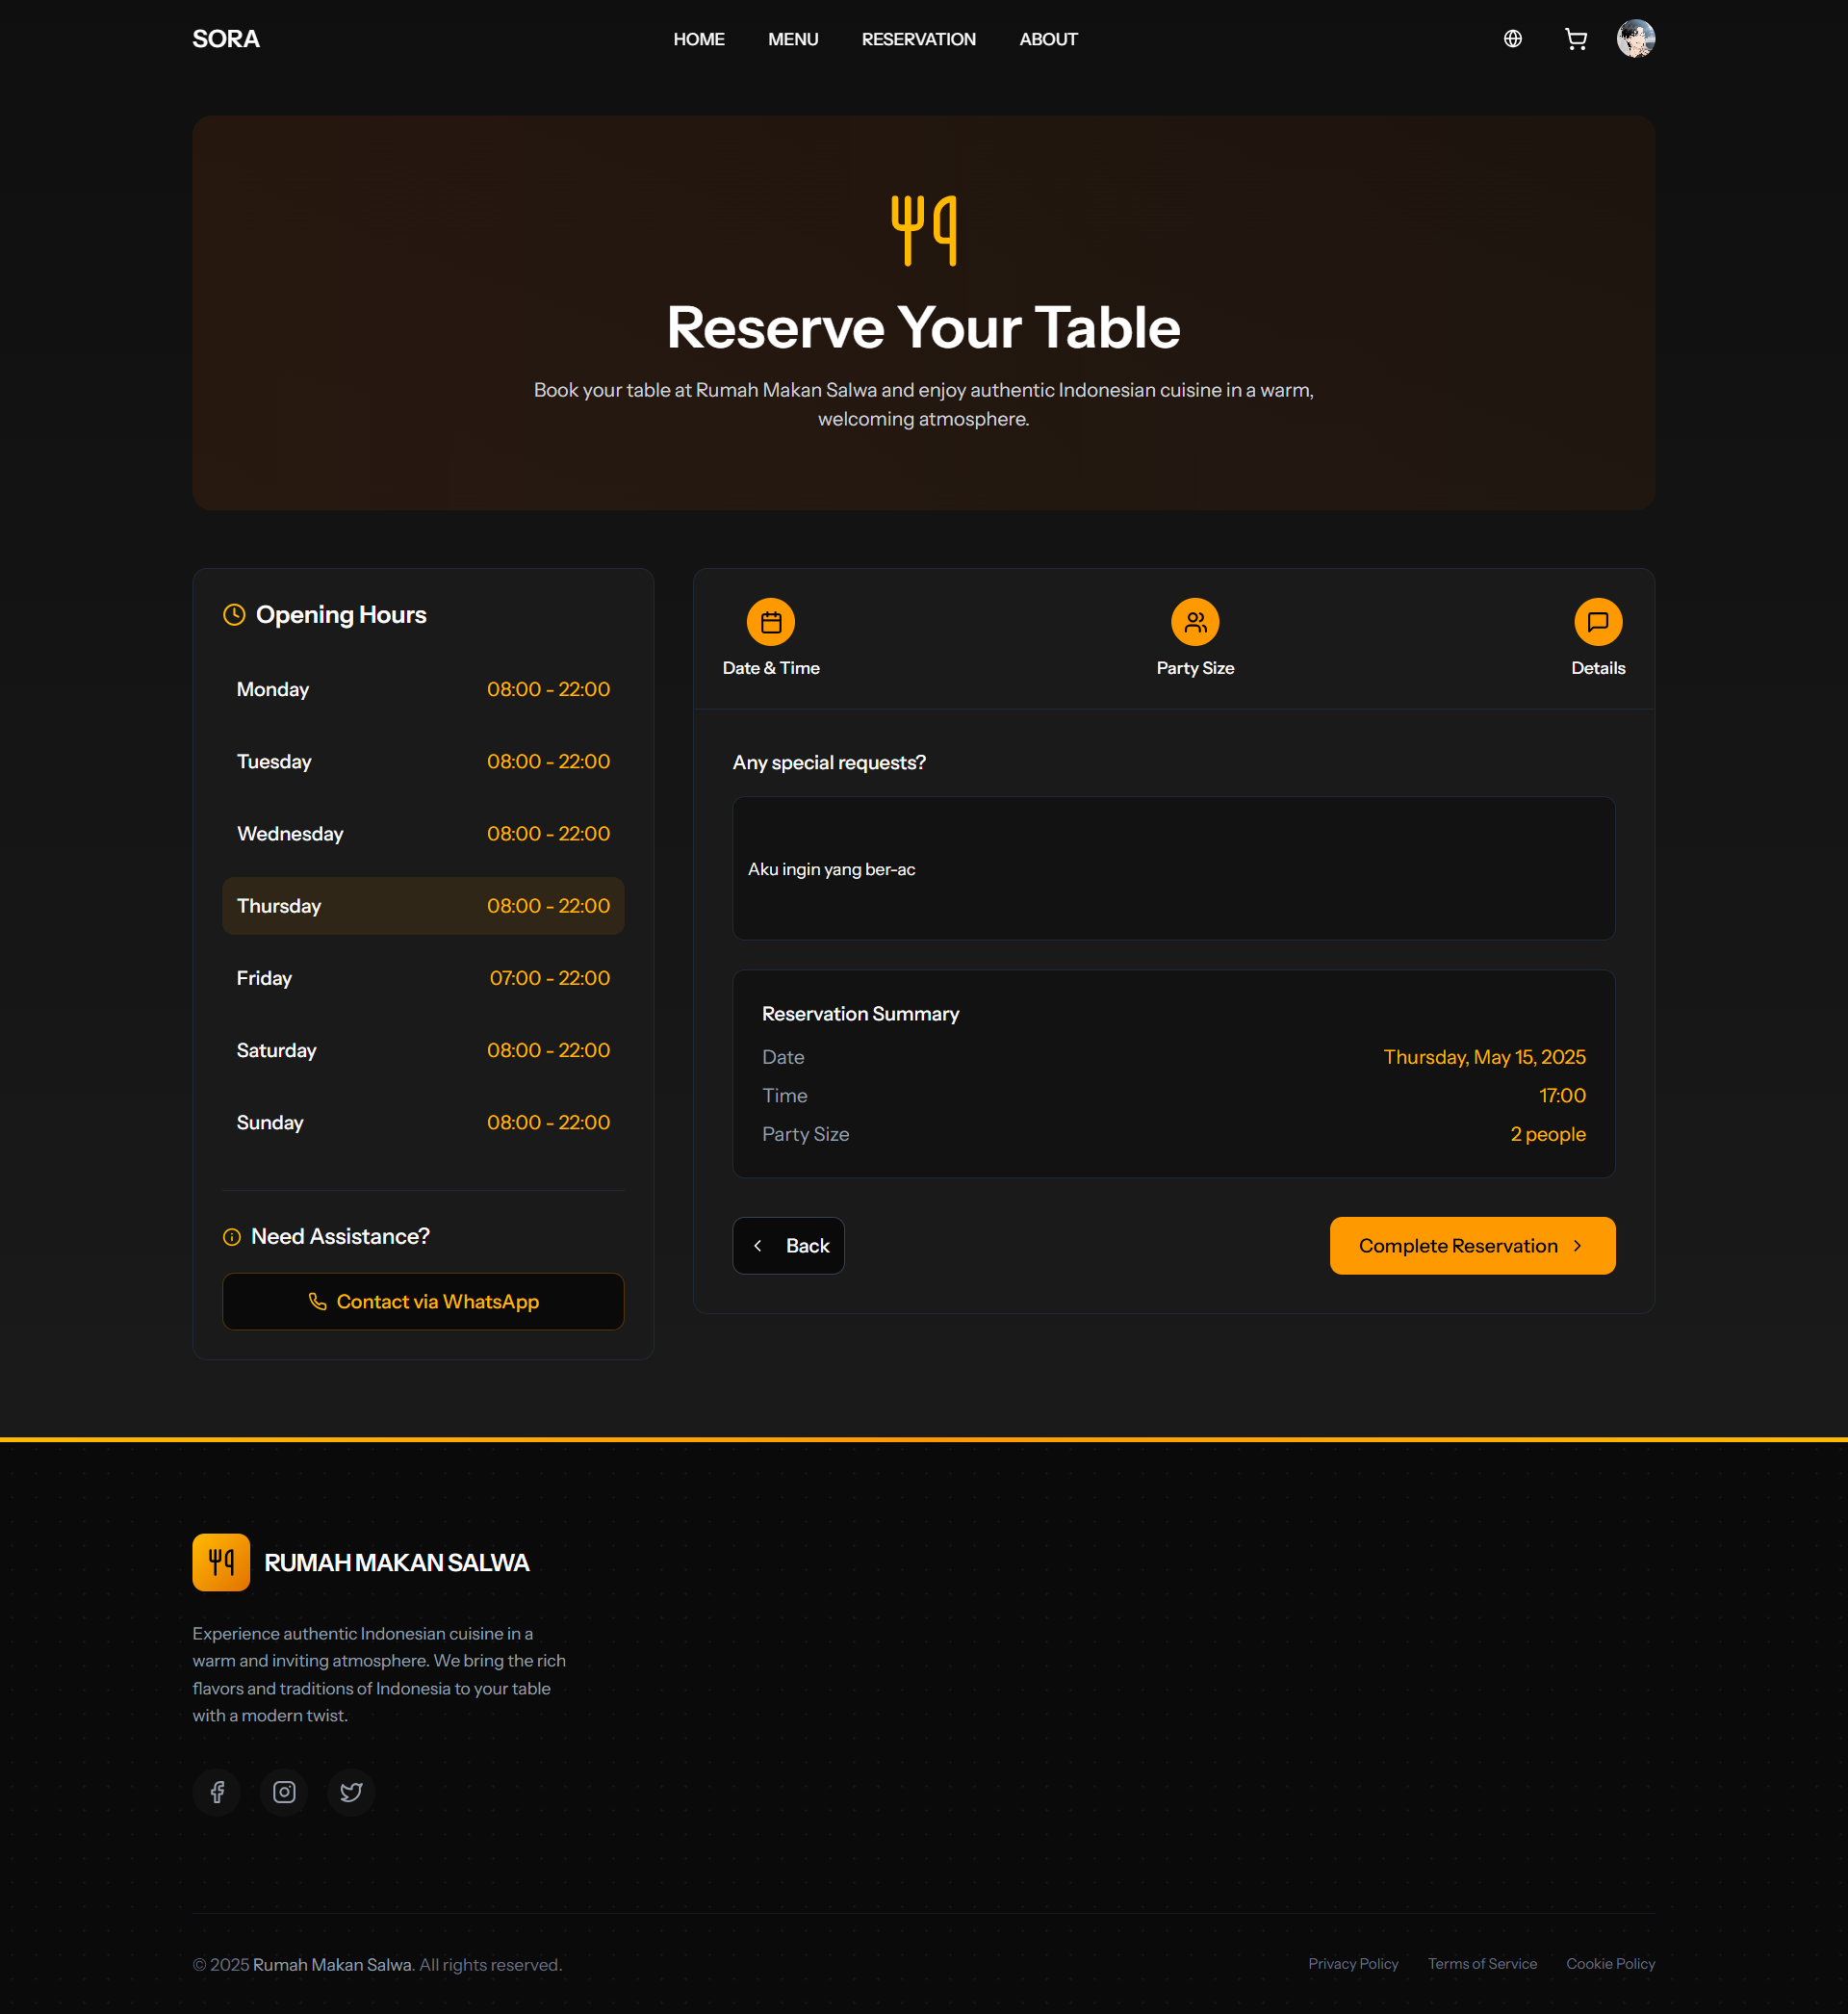 SORA
HOME MENU RESERVATION ABOUT
Reserve Your Table
Book your table at Rumah Makan Salwa and enjoy authentic Indonesian cuisine in a warm,
welcoming atmosphere.
Opening Hours
Monday 08:00 - 22:00
Tuesday 08:00 - 22:00
Wednesday 08:00 - 22:00
Thursday 08:00 - 22:00
Friday 07:00 - 22:00
Saturday 08:00 - 22:00
Sunday 08:00 - 22:00
Need Assistance?
Contact via WhatsApp
Date & Time Party Size Details
Any special requests?
Aku ingin yang ber-ac
Reservation Summary
Date Thursday, May 15, 2025
Time 17:00
Party Size 2 people
Back Complete Reservation
RUMAH MAKAN SALWA
Experience authentic Indonesian cuisine in a
warm and inviting atmosphere. We bring the rich
flavors and traditions of Indonesia to your table
with a modern twist.
© 2025 Rumah Makan Salwa. All rights reserved.
Privacy Policy Terms of Service Cookie Policy